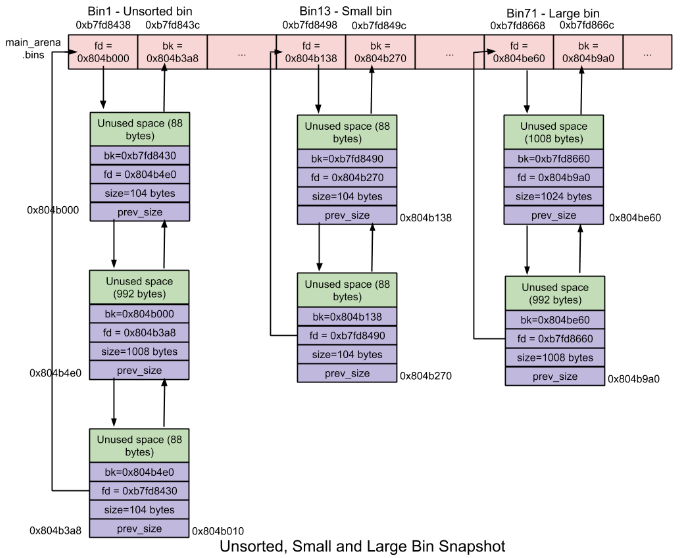 Bin1 - Unsorted bin
0xb7fd8438 0xb7fd843c
Bin13 - Small bin
0xb7fd8498 0xb7fd849c
Bin71 - Large bin
0xb7fd8668 0xb7fd866c
main_arena
.bins
fd =
0x804b000
bk =
0x804b3a8
...
fd =
0x804b138
bk =
0x804b270
...
fd =
0x804be60
bk =
0x804b9a0
...
Unused space (88
bytes)
bk=0xb7fd8430
fd = 0x804b4e0
size=104 bytes
prev_size
0x804b000
Unused space
(992 bytes)
bk=0x804b000
fd = 0x804b3a8
size=1008 bytes
prev_size
0x804b4e0
Unused space (88
bytes)
bk=0x804b4e0
fd = 0xb7fd8430
size=104 bytes
prev_size
0x804b3a8
0x804b010
Unused space (88
bytes)
bk=0xb7fd8490
fd = 0x804b270
size=104 bytes
prev_size
0x804b138
Unused space (88
bytes)
bk=0x804b138
fd = 0xb7fd8490
size=104 bytes
prev_size
0x804b270
Unused space
(1008 bytes)
bk=0xb7fd8660
fd = 0x804b9a0
size=1024 bytes
prev_size
0x804be60
Unused space
(992 bytes)
bk=0x804be60
fd = 0xb7fd8660
size=1008 bytes
prev_size
0x804b9a0
Unsorted, Small and Large Bin Snapshot